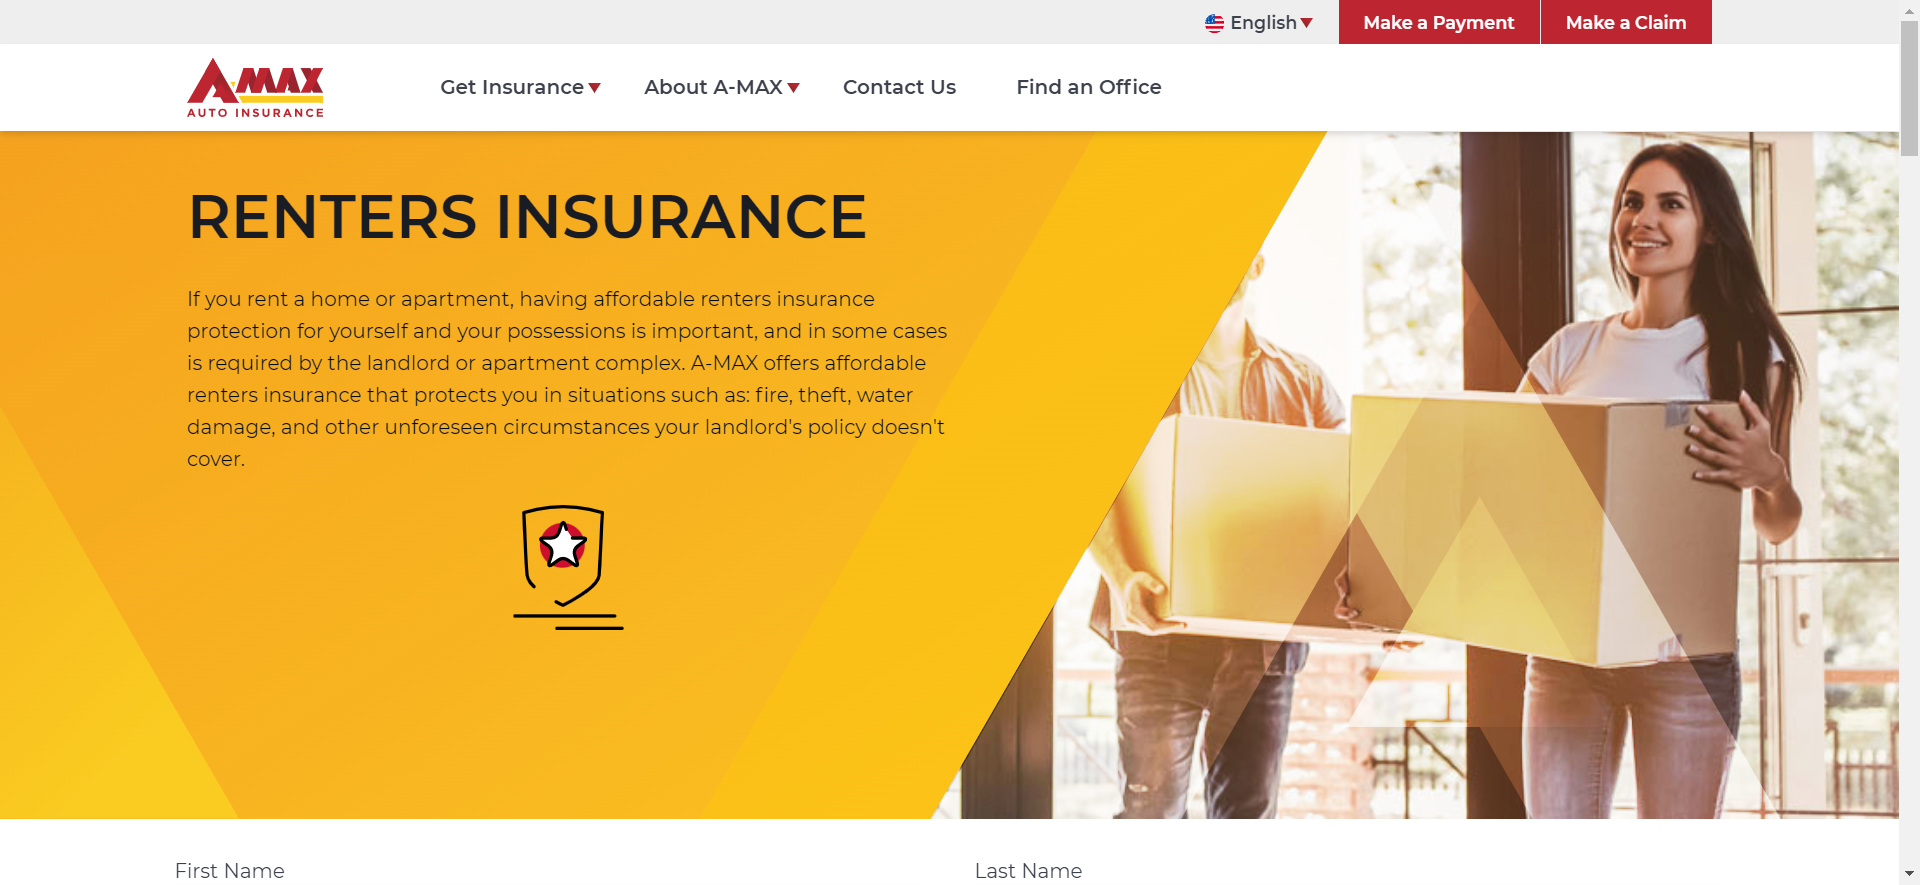 English
Make a Payment
Make a Claim
A-MAX
AUTO INSURANCE
Get Insurance
About A-MAX
Contact Us
Find an Office
RENTERS INSURANCE
If you rent a home or apartment, having affordable renters insurance
protection for yourself and your possessions is important, and in some cases
is required by the landlord or apartment complex. A-MAX offers affordable
renters insurance that protects you in situations such as: fire, theft, water
damage, and other unforeseen circumstances your landlord's policy doesn't
cover.
First Name
Last Name